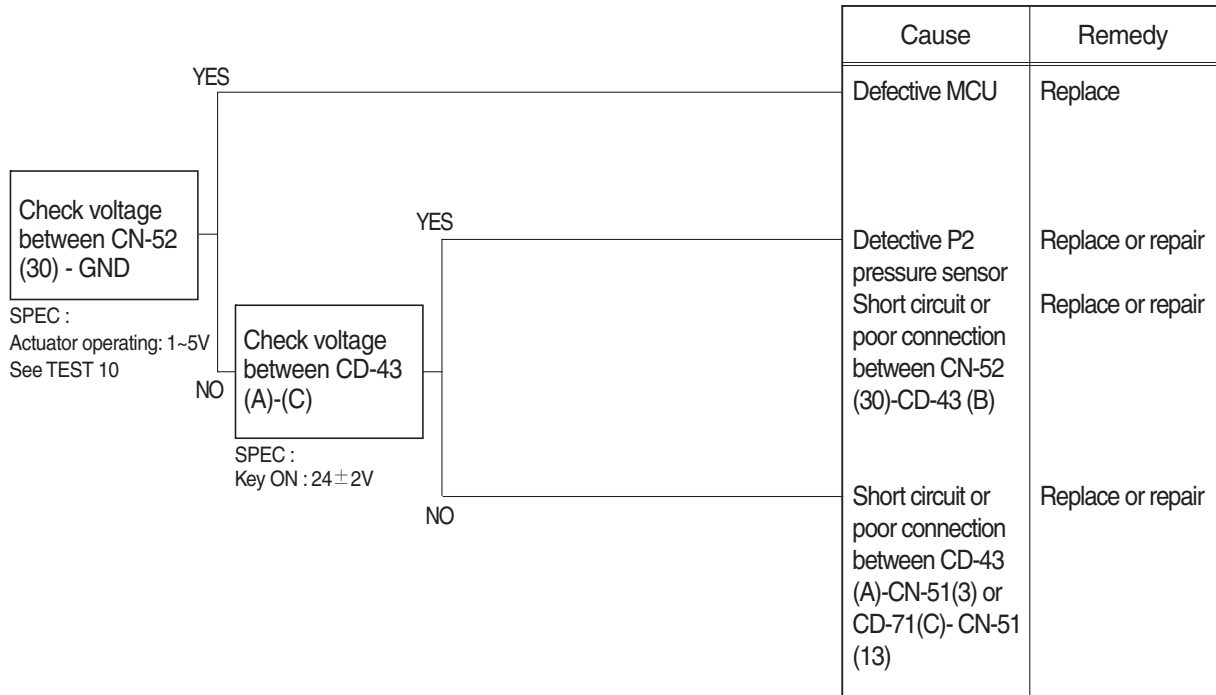 Cause Remedy
YES
Defective MCU Replace
Check voltage
between CN-52
(30) - GND
SPEC :
Actuator operating: 1~5V
See TEST 10
NO
Check voltage
between CD-43
(A)-(C)
SPEC :
Key ON : 24±2V
YES
Detective P2 Replace or repair
pressure sensor
Short circuit or Replace or repair
poor connection
between CN-52
(30)-CD-43 (B)
NO
Short circuit or Replace or repair
poor connection
between CD-43
(A)-CN-51(3) or
CD-71(C)- CN-51
(13)